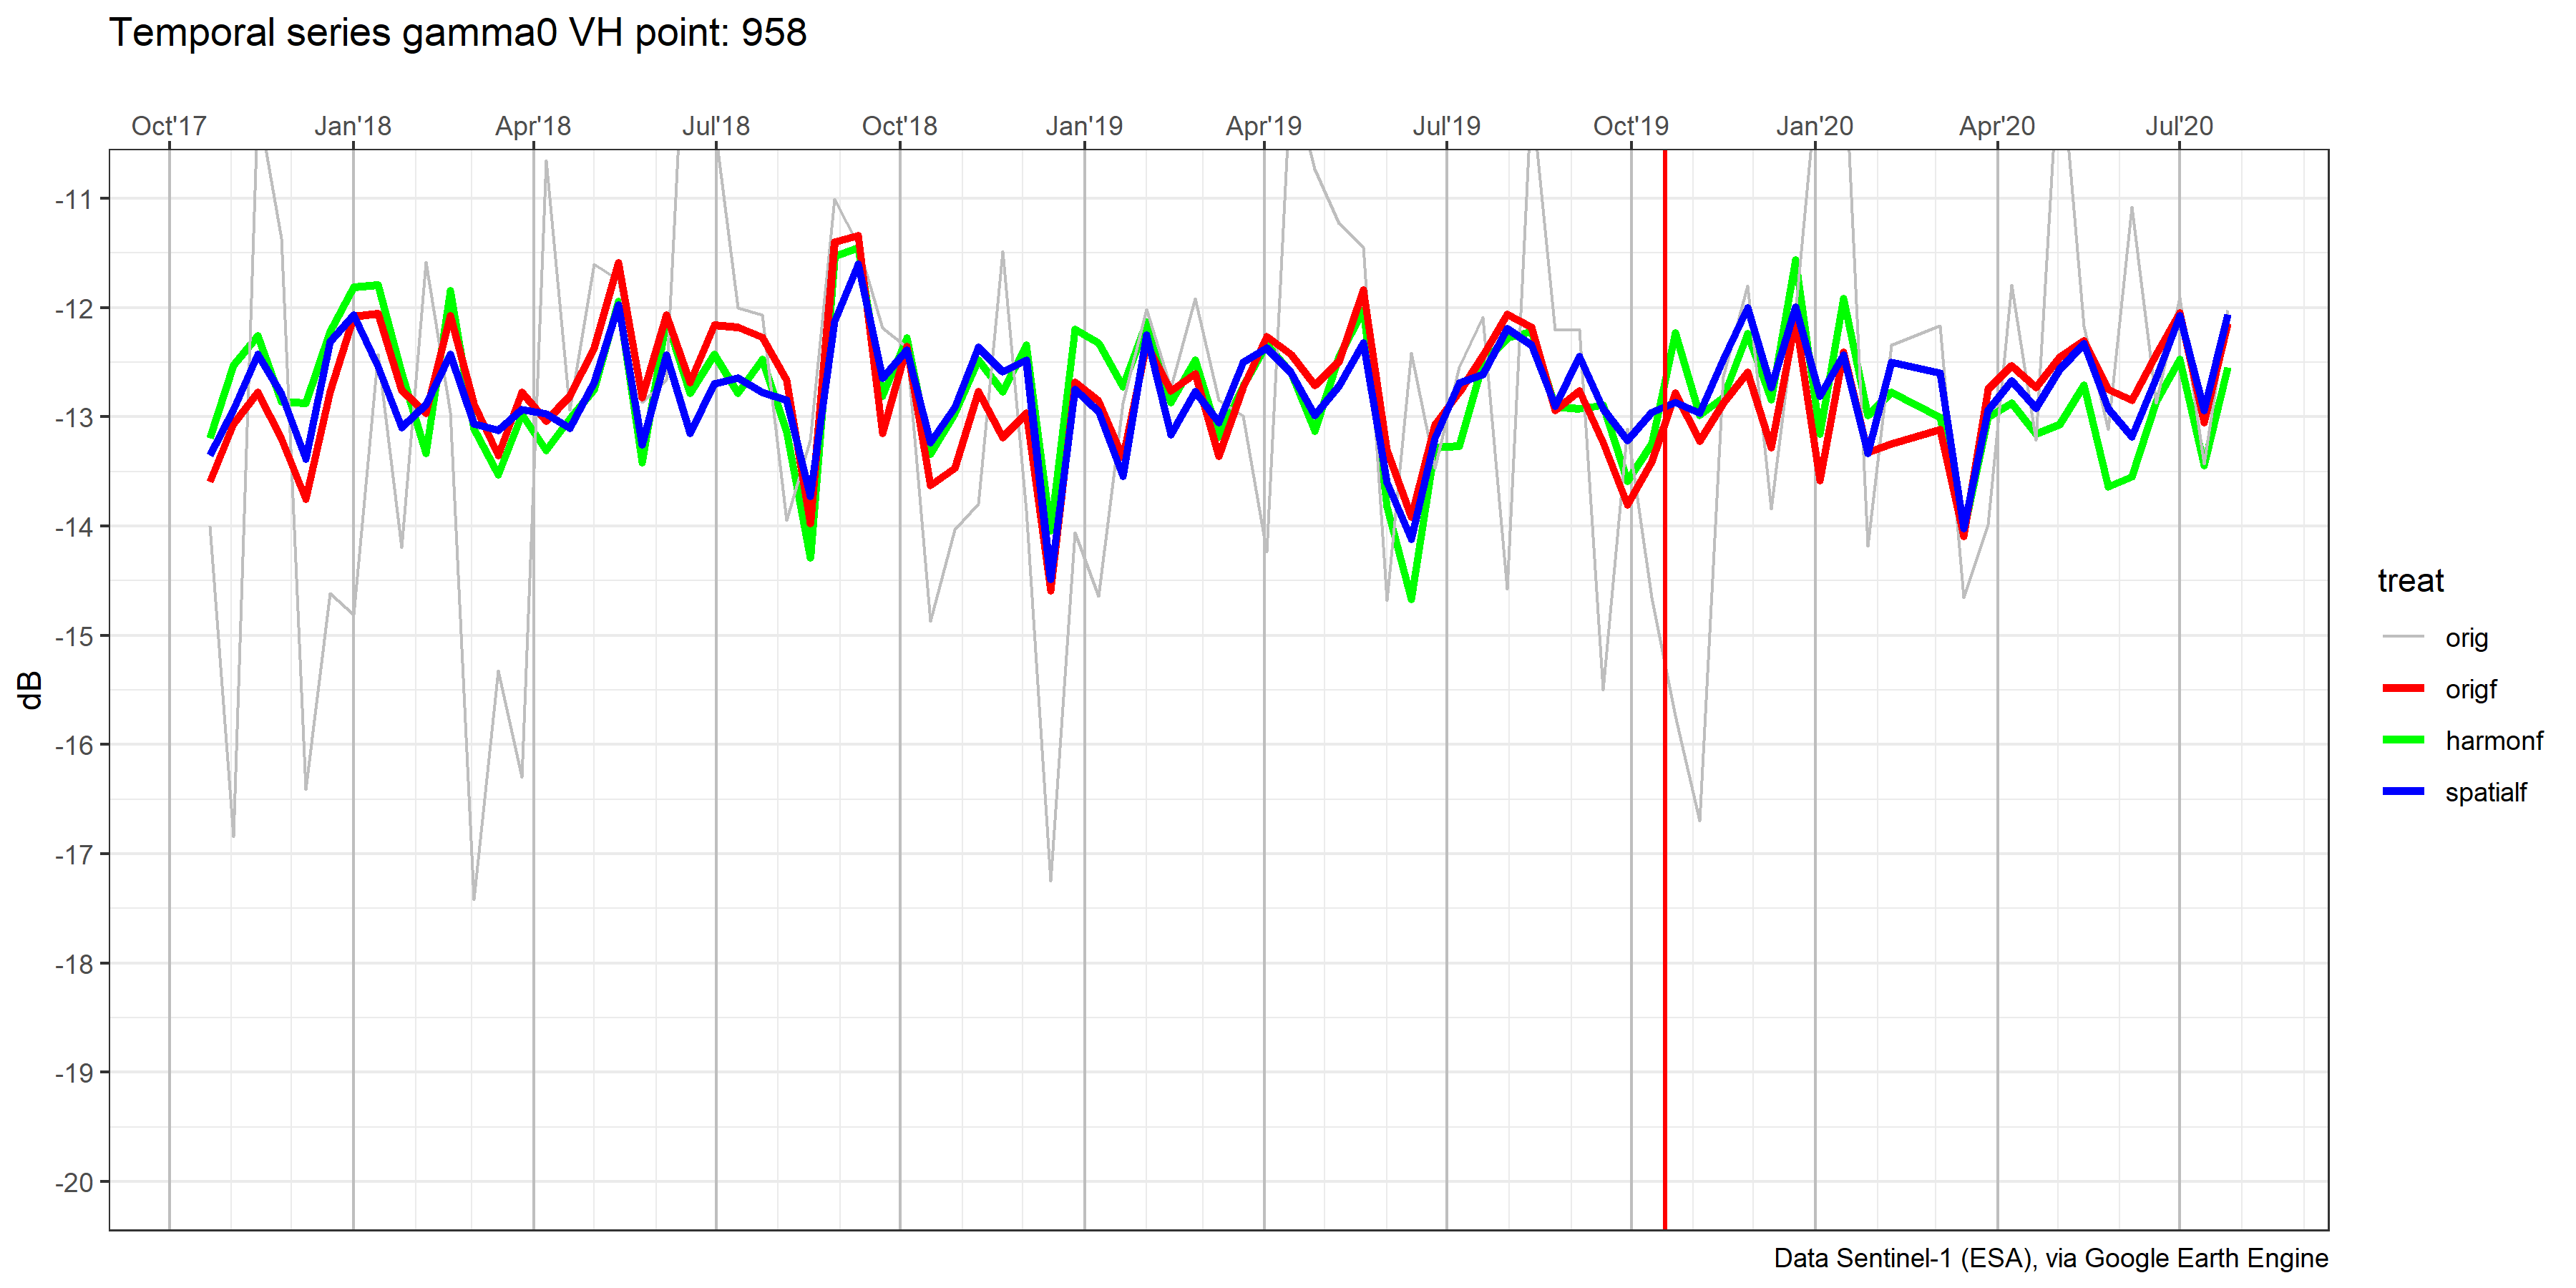 Temporal series gamma0 VH point: 958
Oct'17 Jan'18 Apr'18 Jul'18 Oct'18 Jan'19 Apr'19 Jul'19 Oct'19 Jan'20 Apr'20 Jul'20
-11
-12
-13
-14
-15
-16
-17
-18
-19
-20
dB
treat
orig
origf
harmonf
spatialf
Data Sentinel-1 (ESA), via Google Earth Engine